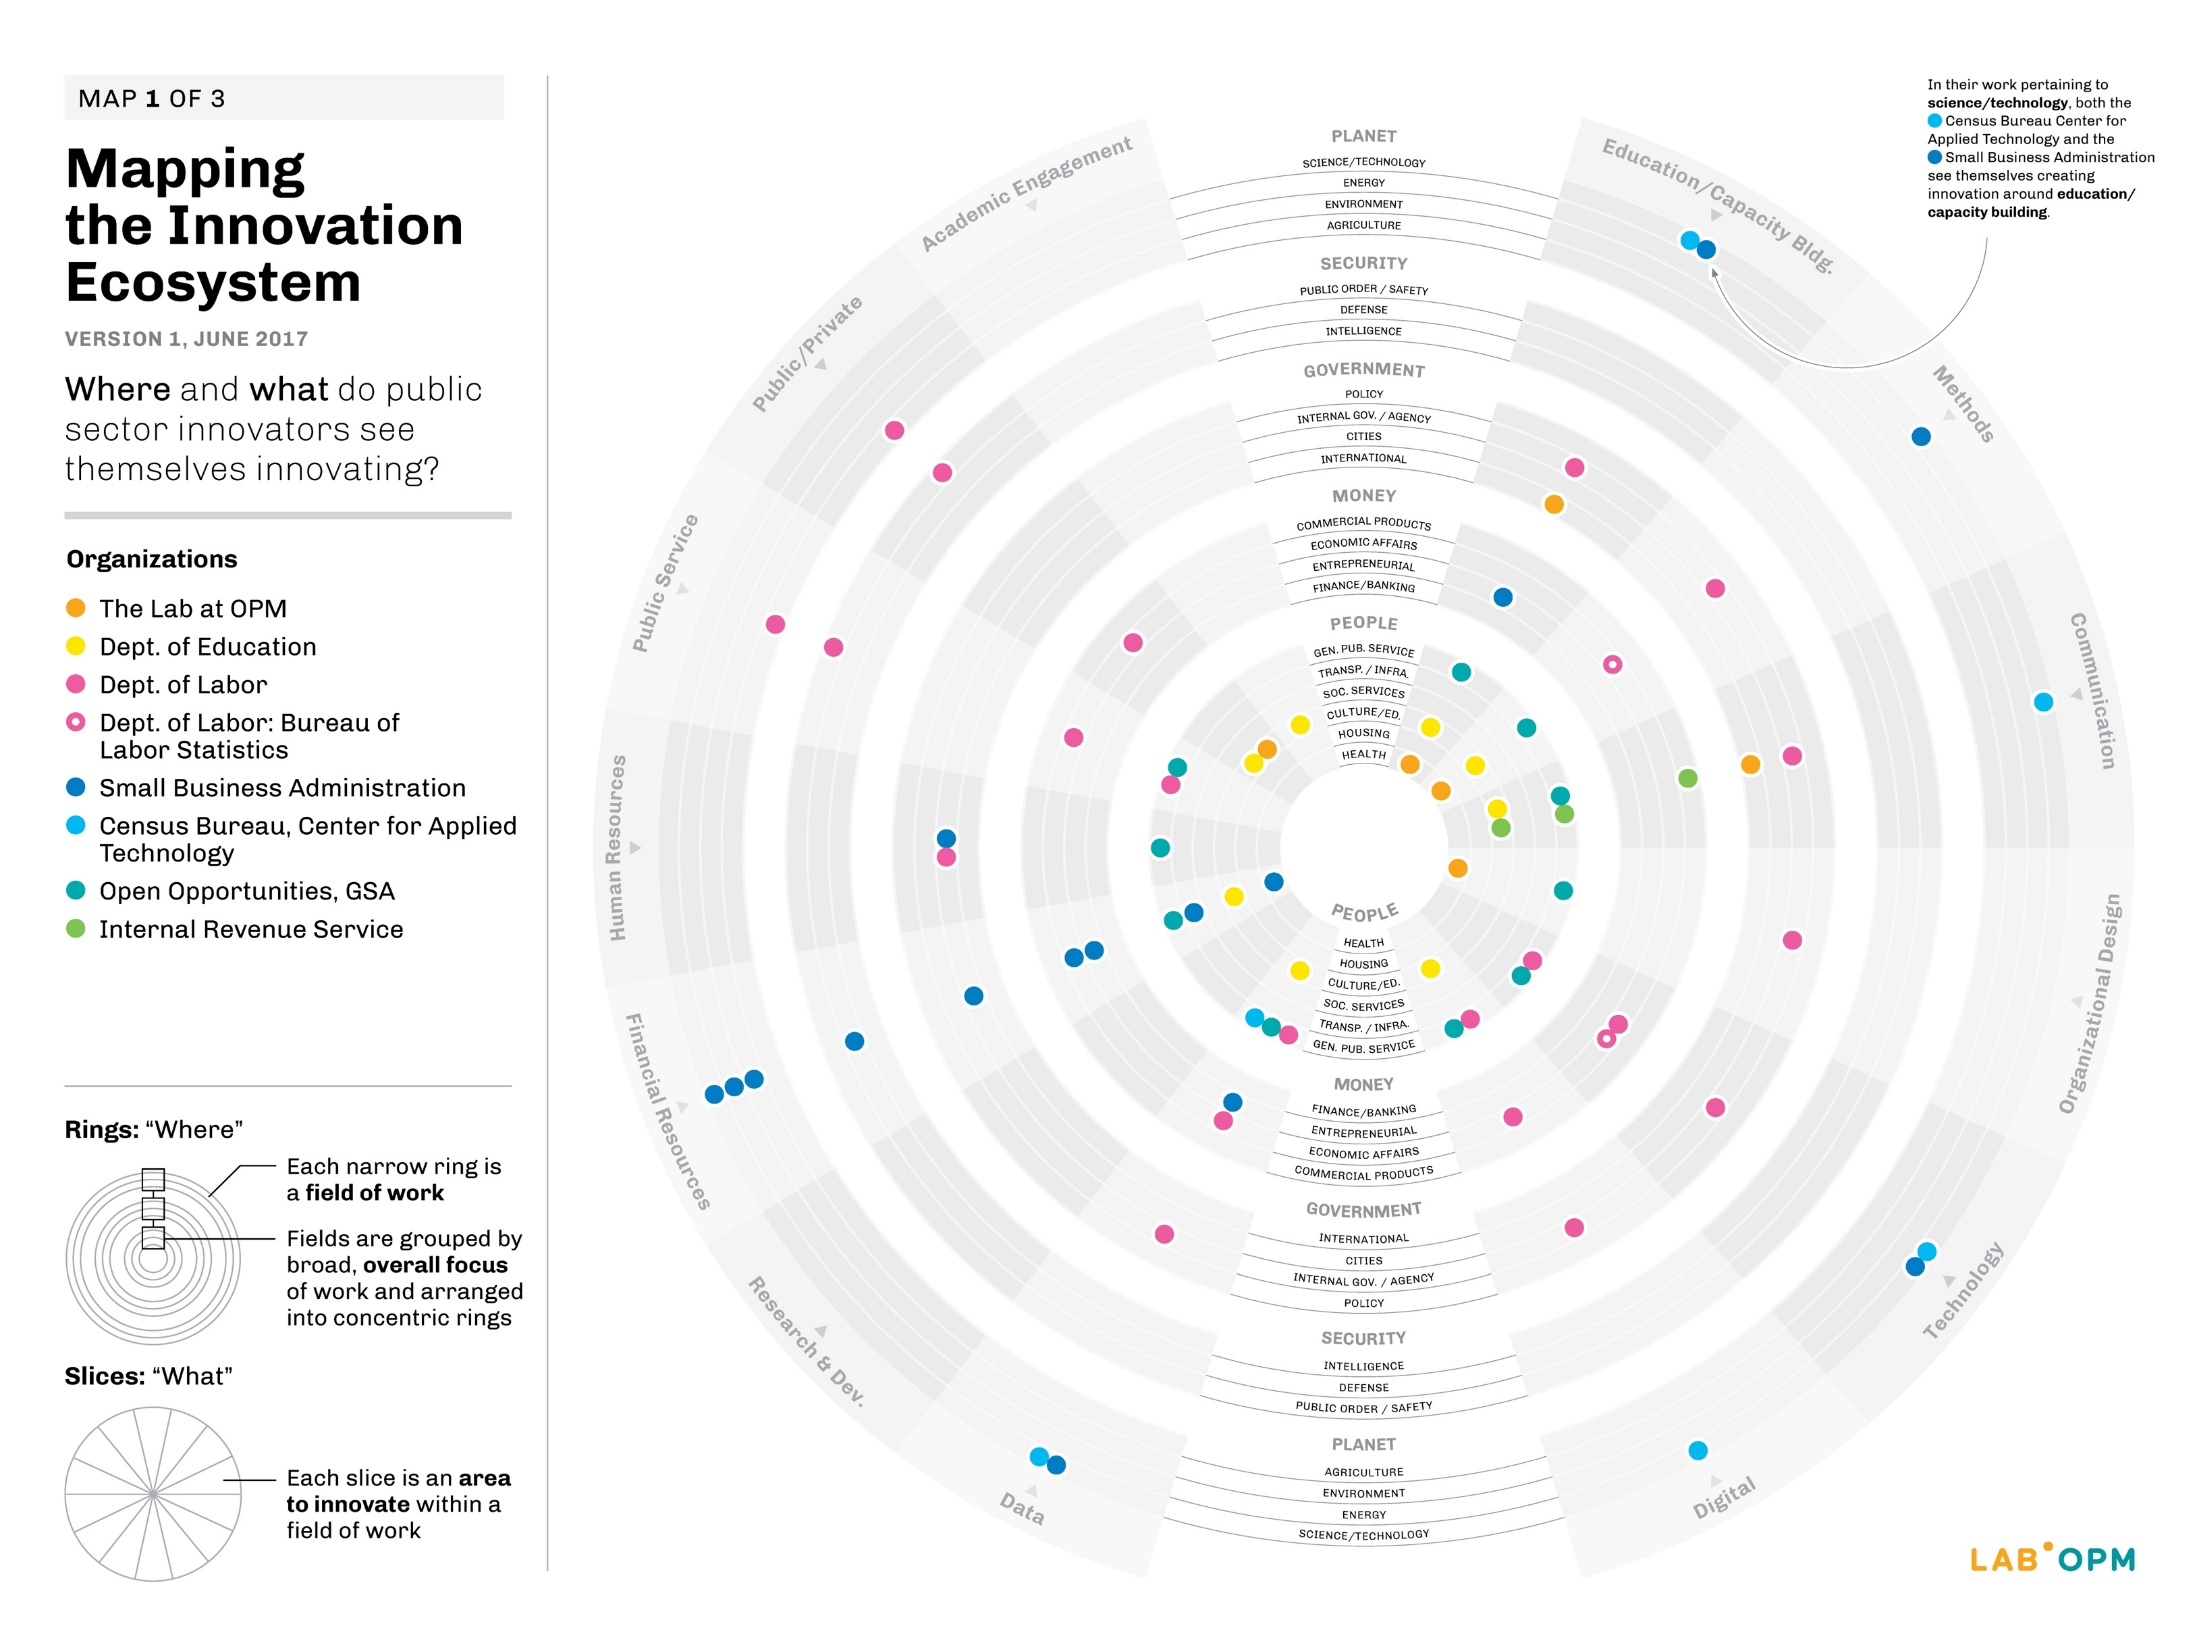 MAP 1 OF 3
Mapping
the Innovation
Ecosystem
VERSION 1, JUNE 2017
Where and what do public
sector innovators see
themselves innovating?
Organizations
The Lab at OPM
Dept. of Education
Dept. of Labor
Dept. of Labor: Bureau of
Labor Statistics
Small Business Administration
Census Bureau, Center for Applied
Technology
Open Opportunities, GSA
Internal Revenue Service
Rings: “Where”
Each narrow ring is
a field of work
Fields are grouped by
broad, overall focus
of work and arranged
into concentric rings
Slices: “What”
Each slice is an area
to innovate within a
field of work
In their work pertaining to
science/technology, both the
Census Bureau Center for
Applied Technology and the
Small Business Administration
see themselves creating
innovation around education/
capacity building.
Academic Engagement
Public/Private
Public Service
Human Resources
Financial Resources
Research & Dev.
Data
Education/Capacity Bldg.
Methods
Communication
Organizational Design
Technology
Digital
PLANET
SCIENCE/TECHNOLOGY
ENERGY
ENVIRONMENT
AGRICULTURE
SECURITY
PUBLIC ORDER / SAFETY
DEFENSE
INTELLIGENCE
GOVERNMENT
POLICY
INTERNAL GOV. / AGENCY
CITIES
INTERNATIONAL
MONEY
COMMERCIAL PRODUCTS
ECONOMIC AFFAIRS
ENTREPRENEURIAL
FINANCE/BANKING
PEOPLE
GEN. PUB. SERVICE
TRANSP. / INFRA.
SOC. SERVICES
CULTURE/ED.
HOUSING
HEALTH
PEOPLE
HEALTH
HOUSING
CULTURE/ED.
SOC. SERVICES
TRANSP. / INFRA.
GEN. PUB. SERVICE
MONEY
FINANCE/BANKING
ENTREPRENEURIAL
ECONOMIC AFFAIRS
COMMERCIAL PRODUCTS
GOVERNMENT
INTERNATIONAL
CITIES
INTERNAL GOV. / AGENCY
POLICY
SECURITY
INTELLIGENCE
DEFENSE
PUBLIC ORDER / SAFETY
PLANET
AGRICULTURE
ENVIRONMENT
ENERGY
SCIENCE/TECHNOLOGY
LAB OPM